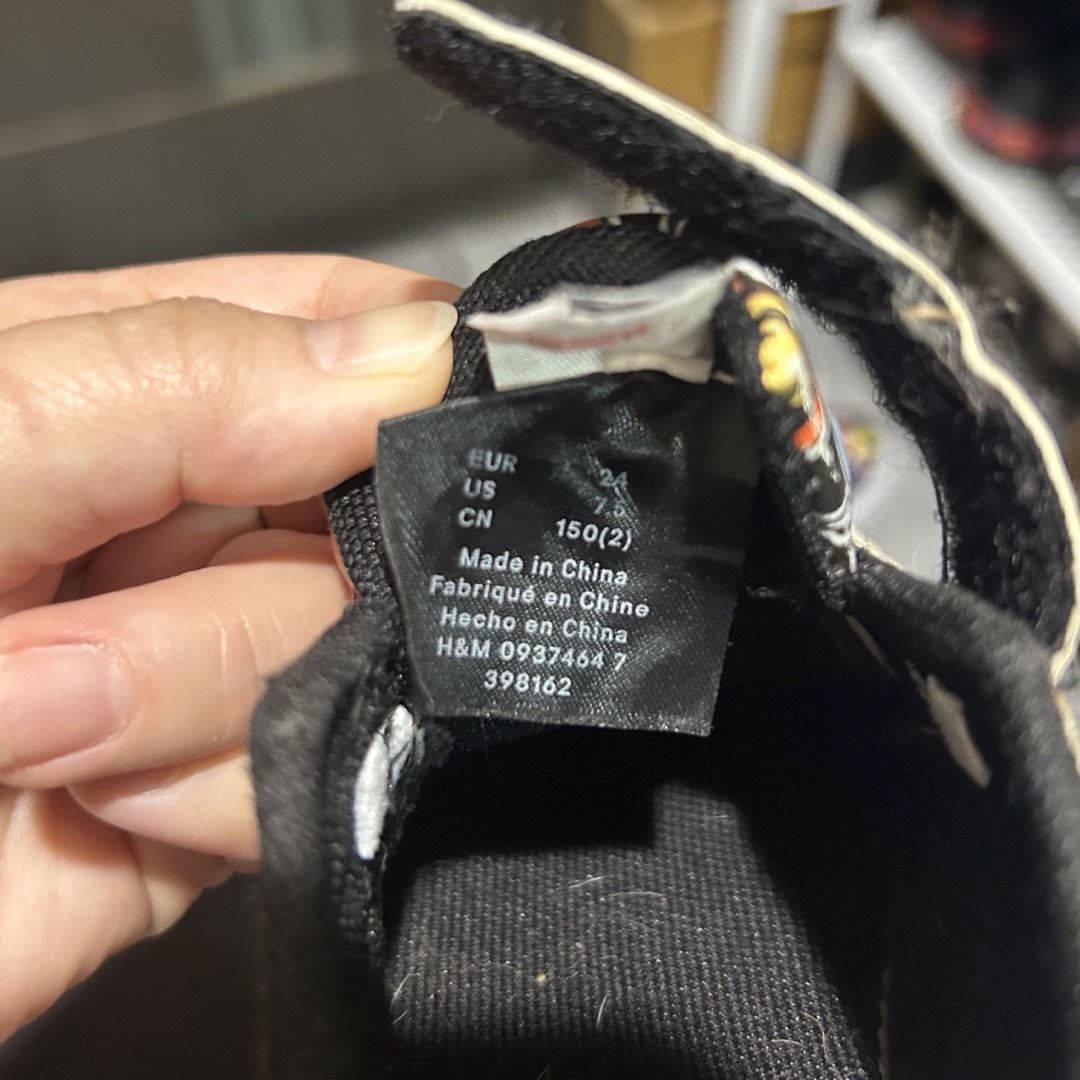 EUR 24
US 7.5
CN 150(2)
Made in China
Fabriqué en Chine
Hecho en China
H&M 0937464 7
398162